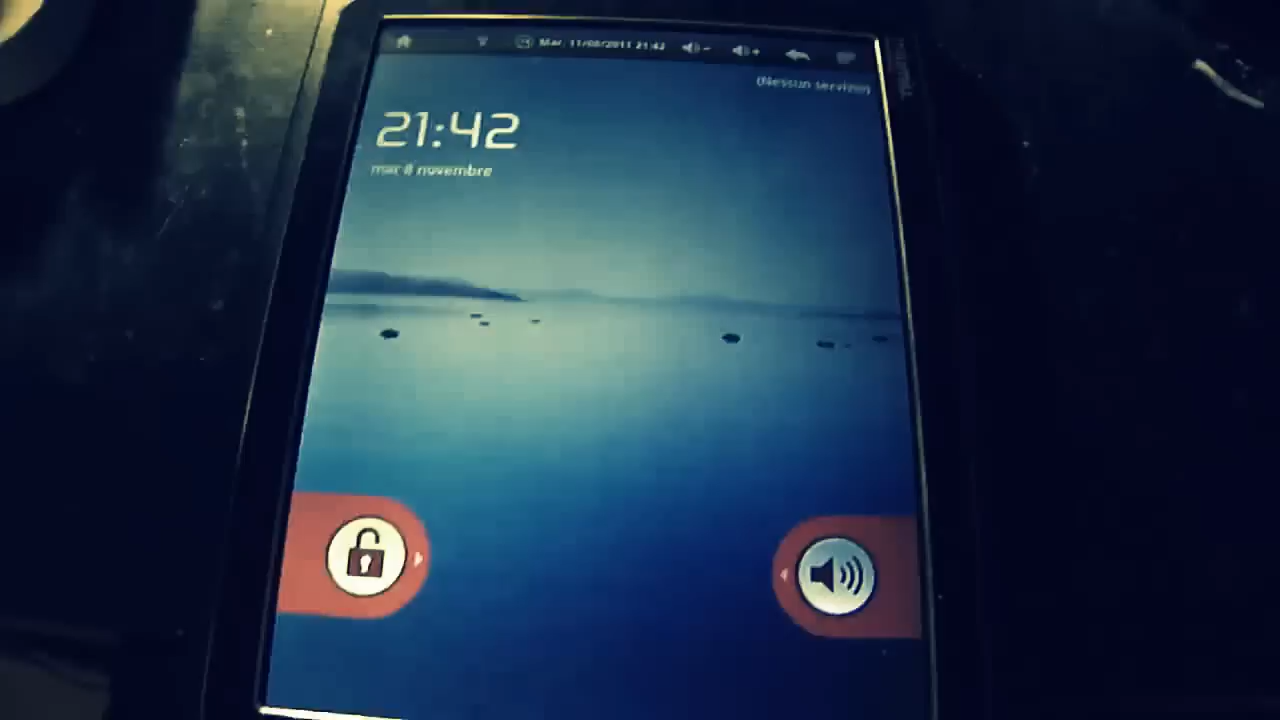 Mar, 11/08/2011 21:42
(Nessun servizio)
21:42
mar 8 novembre